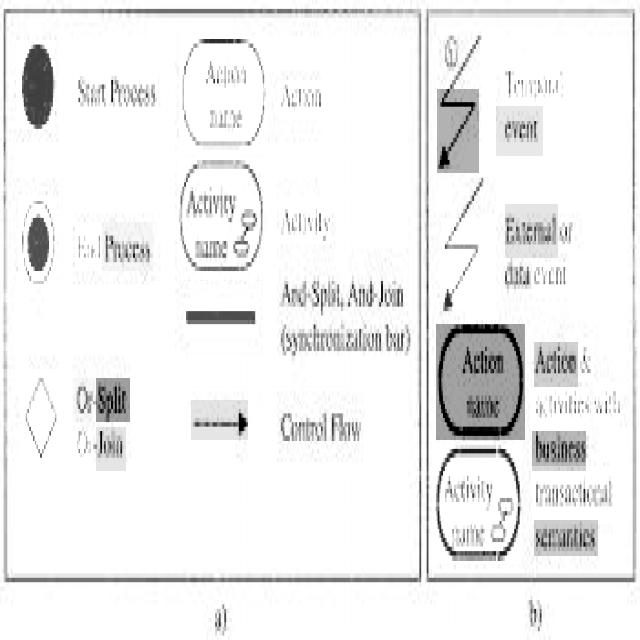 Start Process
Action
name
Action
End Process
Activity
name
Activity
Or-Split
Or-Join
And-Split, And-Join
(synchronization bar)
Control Flow
a)
Temporal
event
External or
data event
Action
name
Action &
activities with
business
transactional
semantics
Activity
name
b)